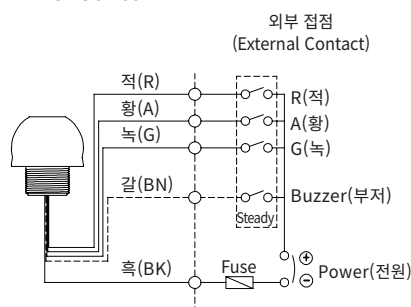 외부 접점
(External Contact)
적(R)
R(적)
황(A)
A(황)
녹(G)
G(녹)
갈(BN)
Buzzer(부저)
Steady
흑(BK)
Fuse
⊕
⊖
Power(전원)